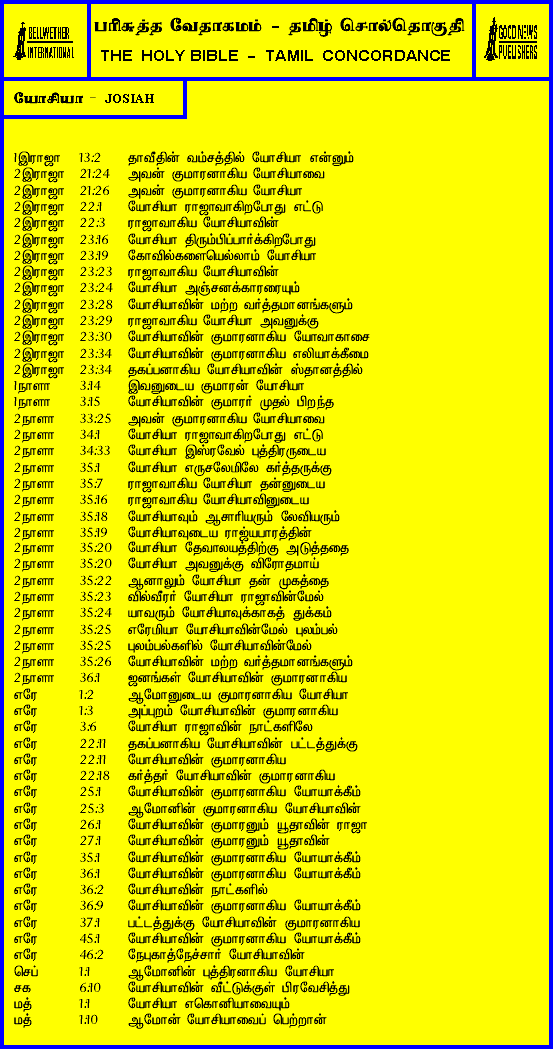 BELLWETHER
INTERNATIONAL
பரிசுத்த வேதாகமம் - தமிழ் சொல்தொகுதி
THE HOLY BIBLE - TAMIL CONCORDANCE
GOOD NEWS
PUBLISHERS
யோசியா - JOSIAH
1இராஜா 13:2 தாவீதின் வம்சத்தில் யோசியா என்னும்
2இராஜா 21:24 அவன் குமாரனாகிய யோசியாவை
2இராஜா 21:26 அவன் குமாரனாகிய யோசியா
2இராஜா 22:1 யோசியா ராஜாவாகிறபோது எட்டு
2இராஜா 22:3 ராஜாவாகிய யோசியாவின்
2இராஜா 23:16 யோசியா திரும்பிப்பார்க்கிறபோது
2இராஜா 23:19 கோவில்களையெல்லாம் யோசியா
2இராஜா 23:23 ராஜாவாகிய யோசியாவின்
2இராஜா 23:24 யோசியா அஞ்சனக்காரரையும்
2இராஜா 23:28 யோசியாவின் மற்ற வர்த்தமானங்களும்
2இராஜா 23:29 ராஜாவாகிய யோசியா அவனுக்கு
2இராஜா 23:30 யோசியாவின் குமாரனாகிய யோவாகாசை
2இராஜா 23:34 யோசியாவின் குமாரனாகிய எலியாக்கீமை
2இராஜா 23:34 தகப்பனாகிய யோசியாவின் ஸ்தானத்தில்
1நாளா 3:14 இவனுடைய குமாரன் யோசியா
1நாளா 3:15 யோசியாவின் குமாரர் முதல் பிறந்த
2நாளா 33:25 அவன் குமாரனாகிய யோசியாவை
2நாளா 34:1 யோசியா ராஜாவாகிறபோது எட்டு
2நாளா 34:33 யோசியா இஸ்ரவேல் புத்திரருடைய
2நாளா 35:1 யோசியா எருசலேமிலே கர்த்தருக்கு
2நாளா 35:7 ராஜாவாகிய யோசியா தன்னுடைய
2நாளா 35:16 ராஜாவாகிய யோசியாவினுடைய
2நாளா 35:18 யோசியாவும் ஆசாரியரும் லேவியரும்
2நாளா 35:19 யோசியாவுடைய ராஜ்யபாரத்தின்
2நாளா 35:20 யோசியா தேவாலயத்திற்கு அடுத்ததை
2நாளா 35:20 யோசியா அவனுக்கு விரோதமாய்
2நாளா 35:22 ஆனாலும் யோசியா தன் முகத்தை
2நாளா 35:23 வில்வீரர் யோசியா ராஜாவின்மேல்
2நாளா 35:24 யாவரும் யோசியாவுக்காகத் துக்கம்
2நாளா 35:25 எரேமியா யோசியாவின்மேல் புலம்பல்
2நாளா 35:25 புலம்பல்களில் யோசியாவின்மேல்
2நாளா 35:26 யோசியாவின் மற்ற வர்த்தமானங்களும்
2நாளா 36:1 ஜனங்கள் யோசியாவின் குமாரனாகிய
எரே 1:2 ஆமோனுடைய குமாரனாகிய யோசியா
எரே 1:3 அப்புறம் யோசியாவின் குமாரனாகிய
எரே 3:6 யோசியா ராஜாவின் நாட்களிலே
எரே 22:11 தகப்பனாகிய யோசியாவின் பட்டத்துக்கு
எரே 22:11 யோசியாவின் குமாரனாகிய
எரே 22:18 கர்த்தர் யோசியாவின் குமாரனாகிய
எரே 25:1 யோசியாவின் குமாரனாகிய யோயாக்கீம்
எரே 25:3 ஆமோனின் குமாரனாகிய யோசியாவின்
எரே 26:1 யோசியாவின் குமாரனும் யூதாவின் ராஜா
எரே 27:1 யோசியாவின் குமாரனும் யூதாவின்
எரே 35:1 யோசியாவின் குமாரனாகிய யோயாக்கீம்
எரே 36:1 யோசியாவின் குமாரனாகிய யோயாக்கீம்
எரே 36:2 யோசியாவின் நாட்களில்
எரே 36:9 யோசியாவின் குமாரனாகிய யோயாக்கீம்
எரே 37:1 பட்டத்துக்கு யோசியாவின் குமாரனாகிய
எரே 45:1 யோசியாவின் குமாரனாகிய யோயாக்கீம்
எரே 46:2 நேபுகாத்நேச்சார் யோசியாவின்
செப் 1:1 ஆமோனின் புத்திரனாகிய யோசியா
சக 6:10 யோசியாவின் வீட்டுக்குள் பிரவேசித்து
மத் 1:1 யோசியா எகொனியாவையும்
மத் 1:10 ஆமோன் யோசியாவைப் பெற்றான்